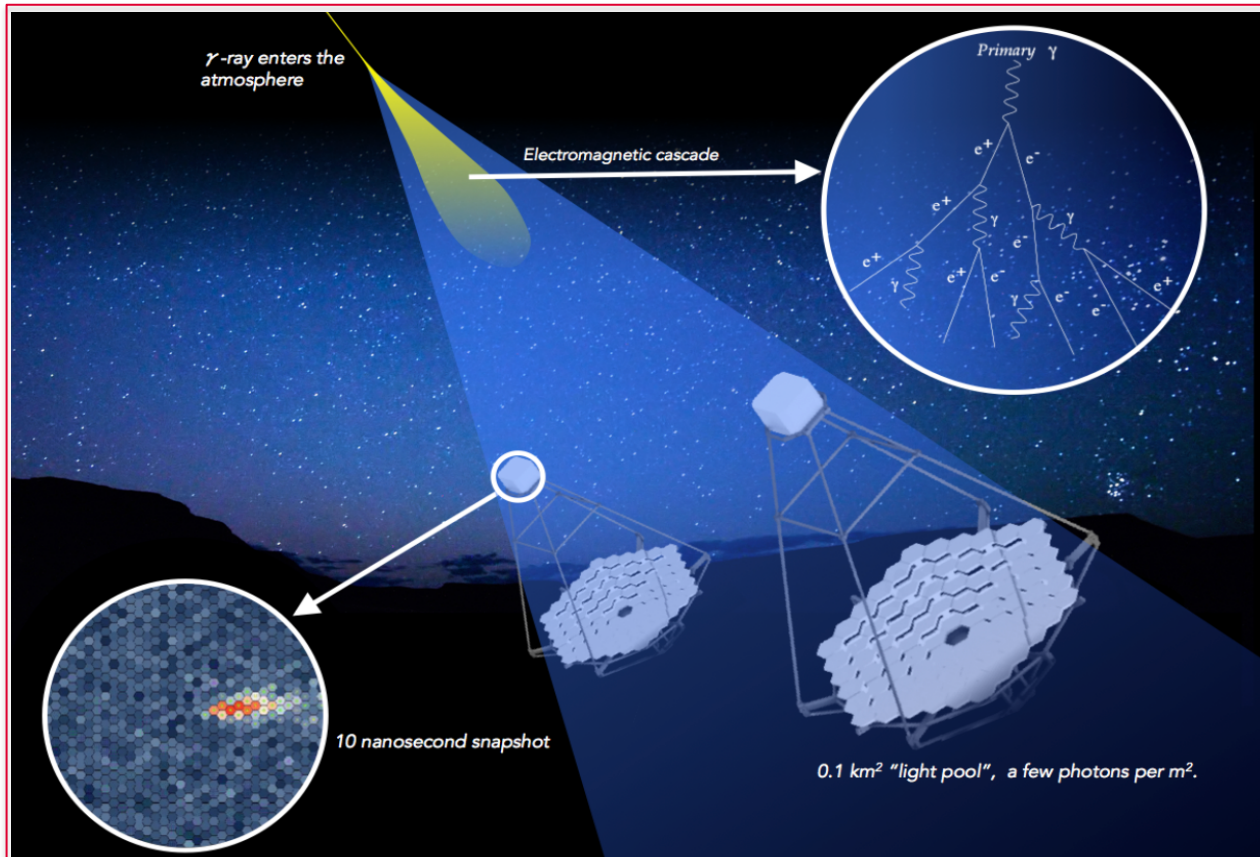 γ-ray enters the
atmosphere
Electromagnetic cascade
Primary γ
e+
e-
e+
γ
e-
γ
e+
γ
e+
e-
γ
e-
e-
e+
10 nanosecond snapshot
0.1 km² "light pool", a few photons per m².